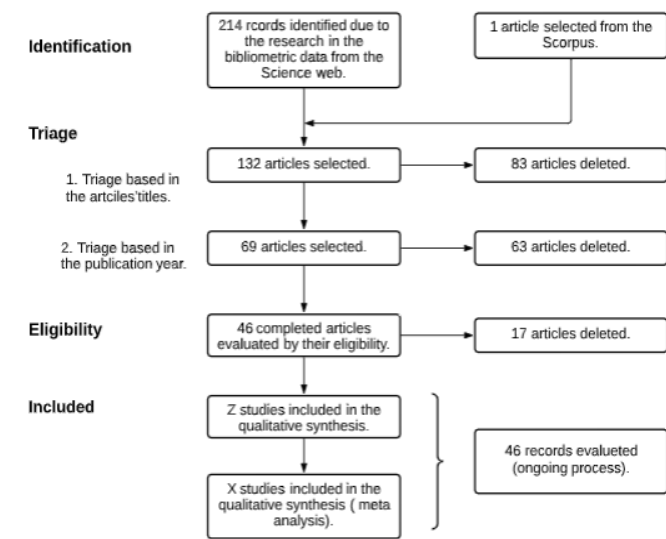 Identification
214 rcords identified due to
the research in the
bibliometric data from the
Science web.
1 article selected from the
Scorpus.
Triage
1. Triage based in
the artciles'titles.
132 articles selected.
83 articles deleted.
2. Triage based in
the publication year.
69 articles selected.
63 articles deleted.
Eligibility
46 completed articles
evaluated by their eligibility.
17 articles deleted.
Included
Z studies included in the
qualitative synthesis.
X studies included in the
qualitative synthesis ( meta
analysis).
46 records evalueted
(ongoing process).